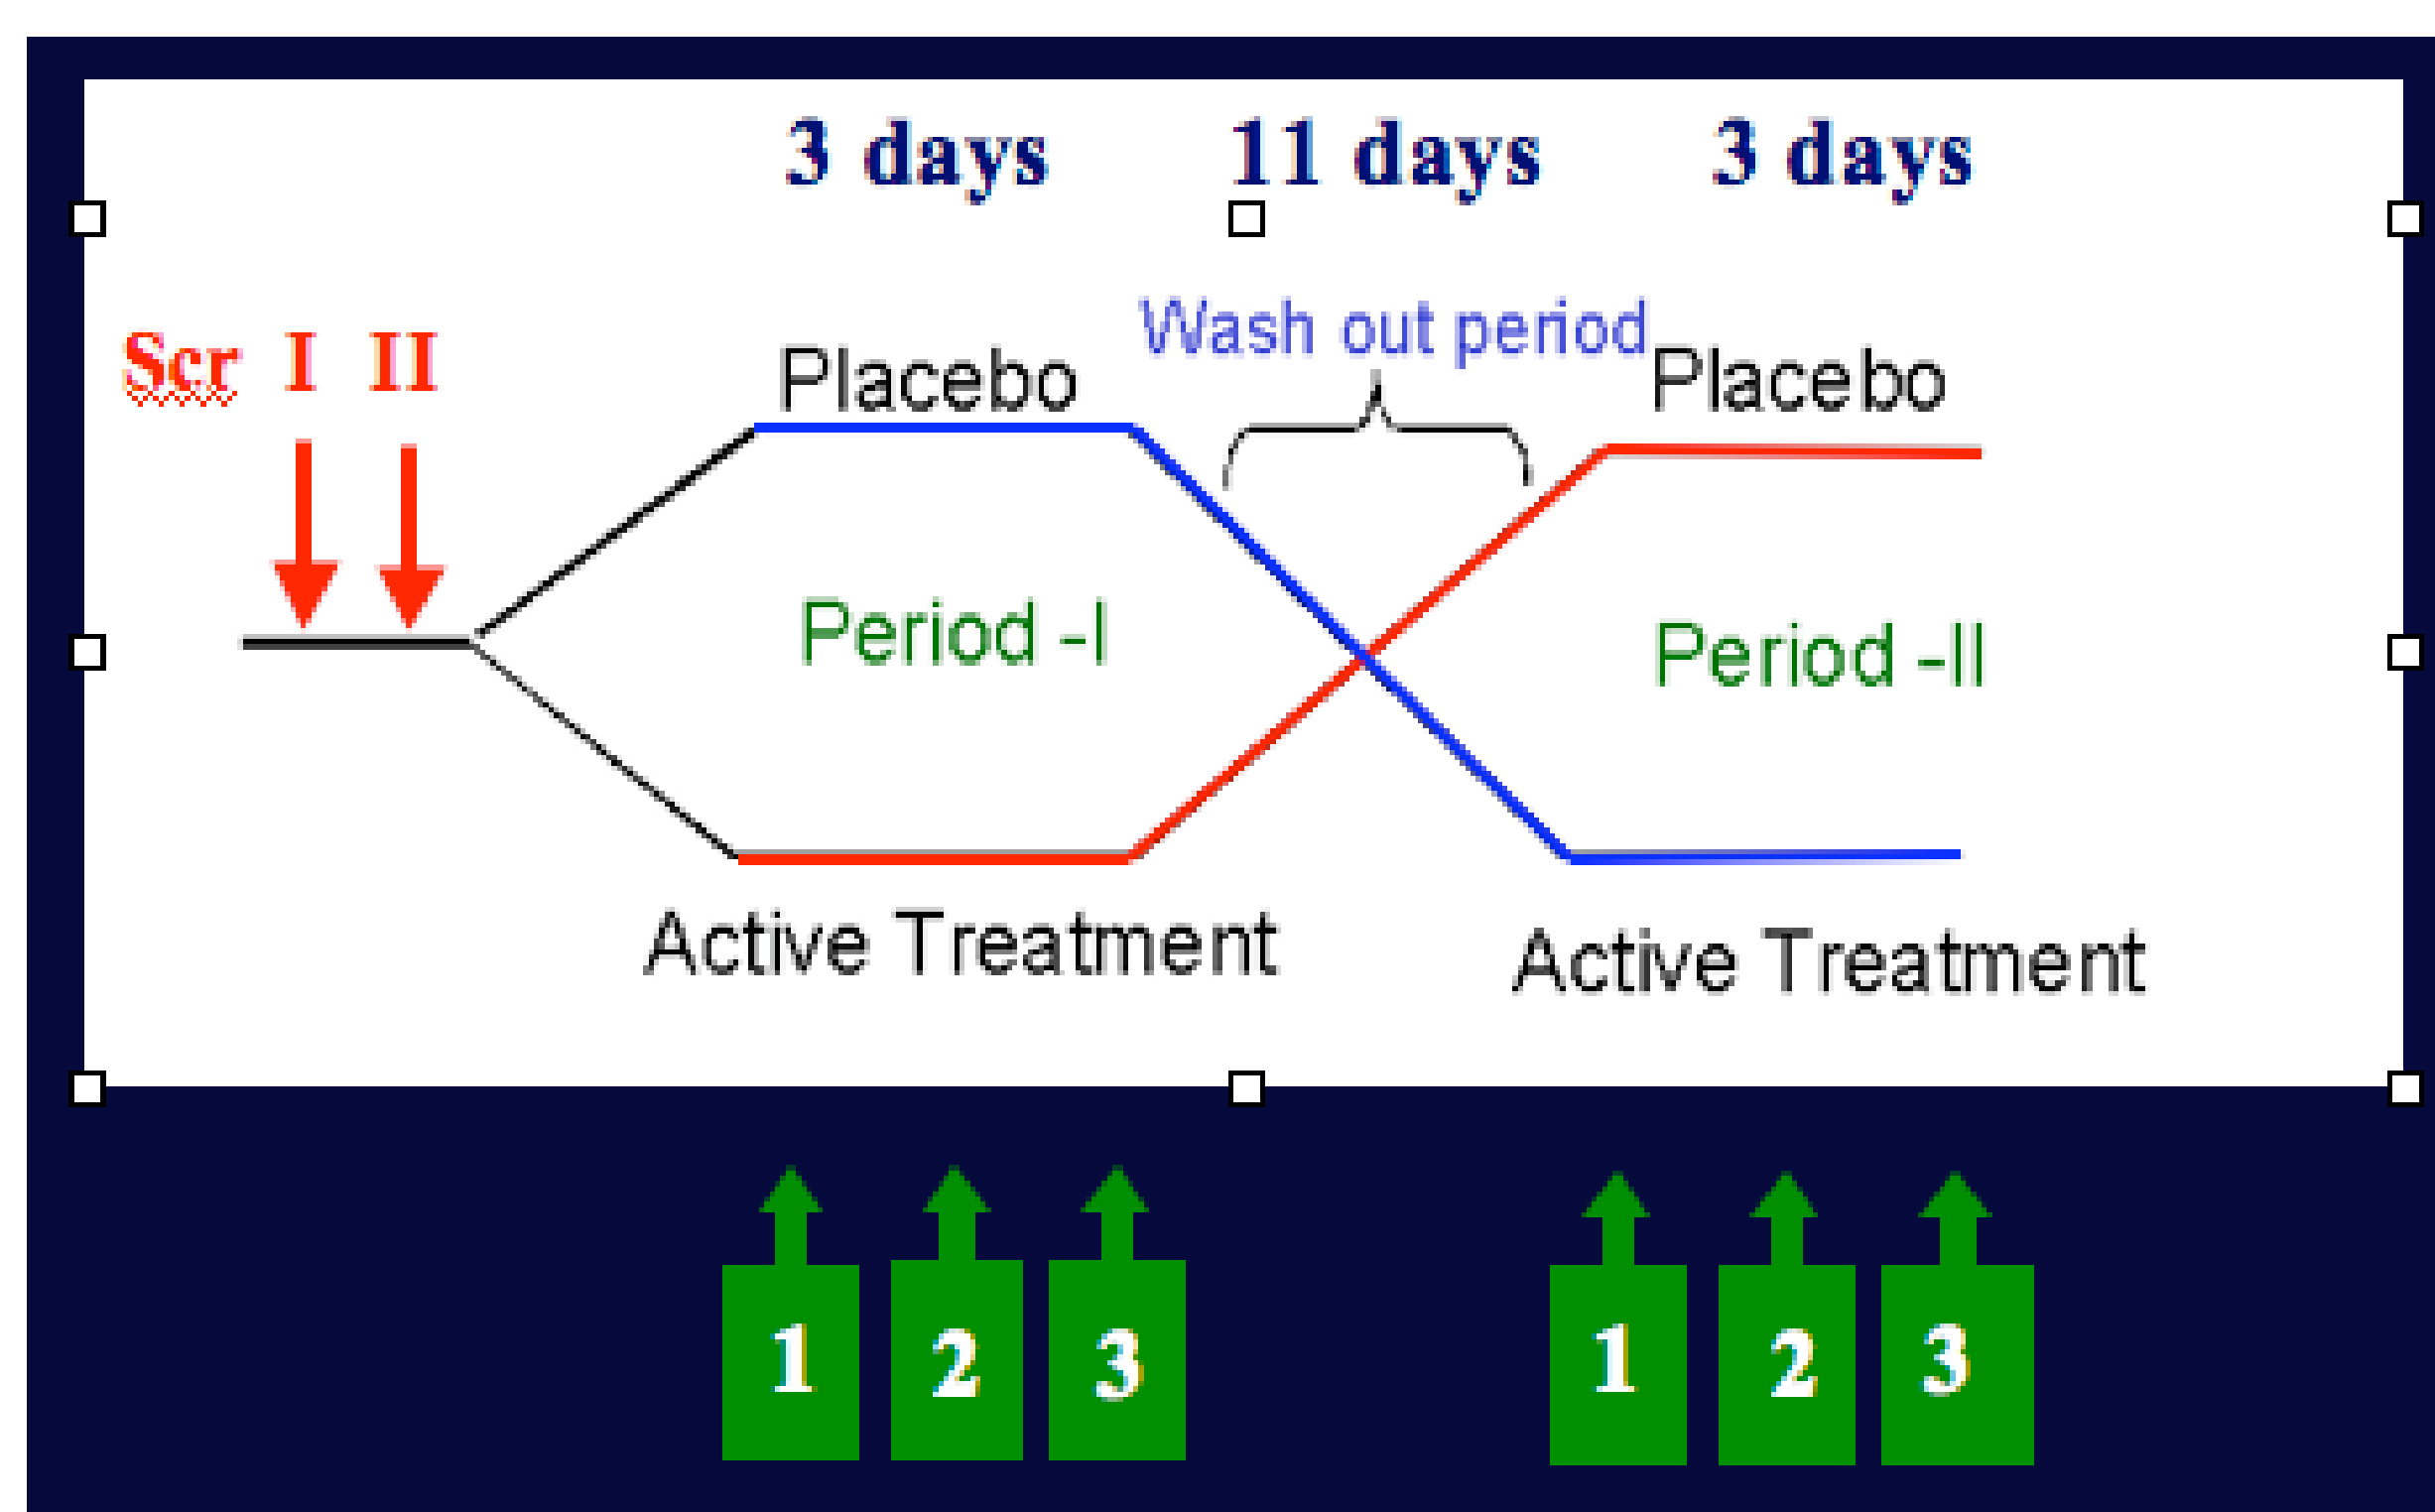 3 days 11 days 3 days
Wash out period
Scr I II
Placebo
Placebo
Period -I
Period -II
Active Treatment
Active Treatment
1 2 3 1 2 3